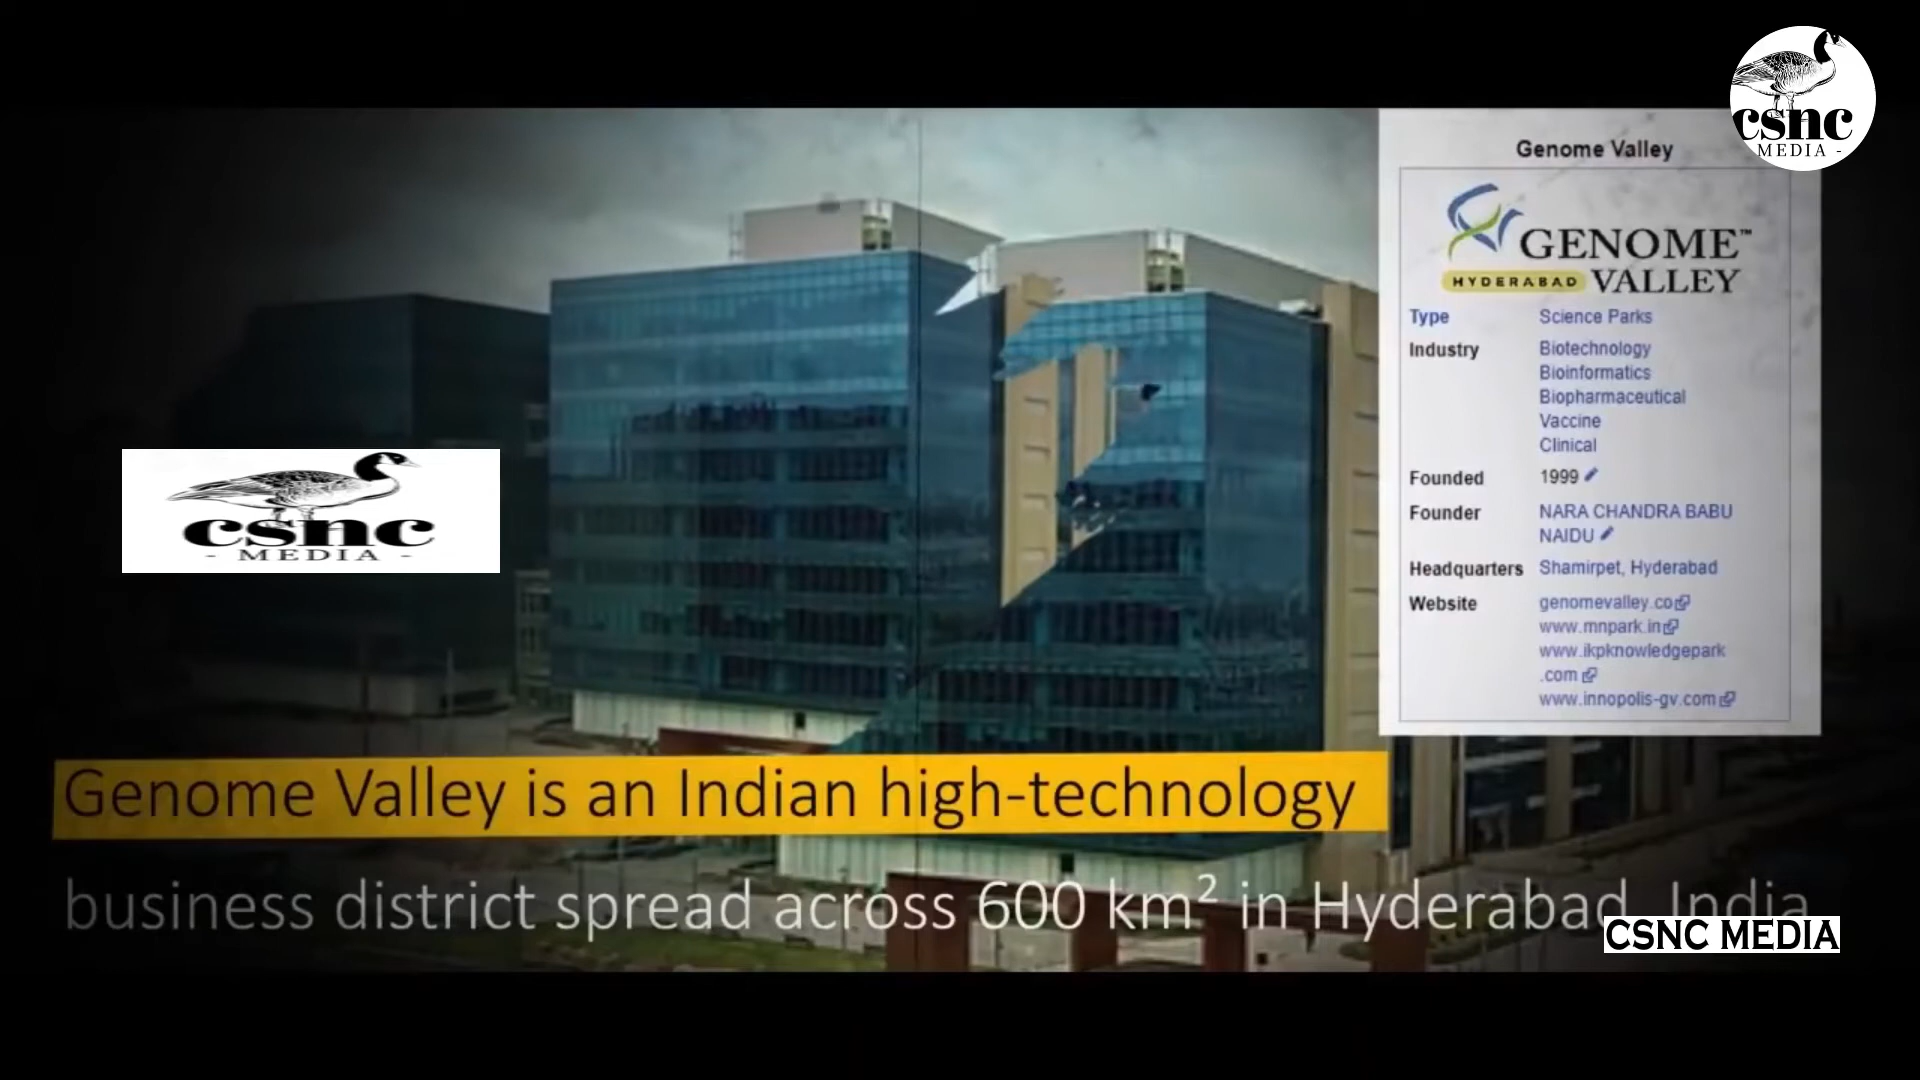 csnc
MEDIA -
Genome Valley
GENOME™
HYDERABAD VALLEY
Type Science Parks
Industry Biotechnology
Bioinformatics
Biopharmaceutical
Vaccine
Clinical
Founded 1999
Founder NARA CHANDRA BABU
NAIDU
Headquarters Shamirpet, Hyderabad
Website genomevalley.co
www.mnpark.in
www.ikpknowledgepark
.com
www.innopolis-gv.com
csnc
- MEDIA -
Genome Valley is an Indian high-technology
business district spread across 600 km² in Hyderabad, India
CSNC MEDIA